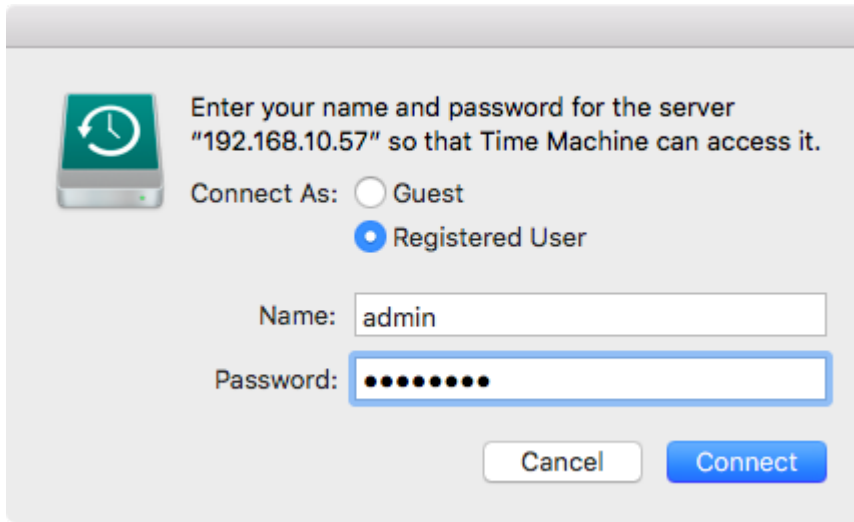 Enter your name and password for the server
“192.168.10.57” so that Time Machine can access it.
Connect As: Guest
Registered User
Name: admin
Password: ●●●●●●●●
Cancel Connect